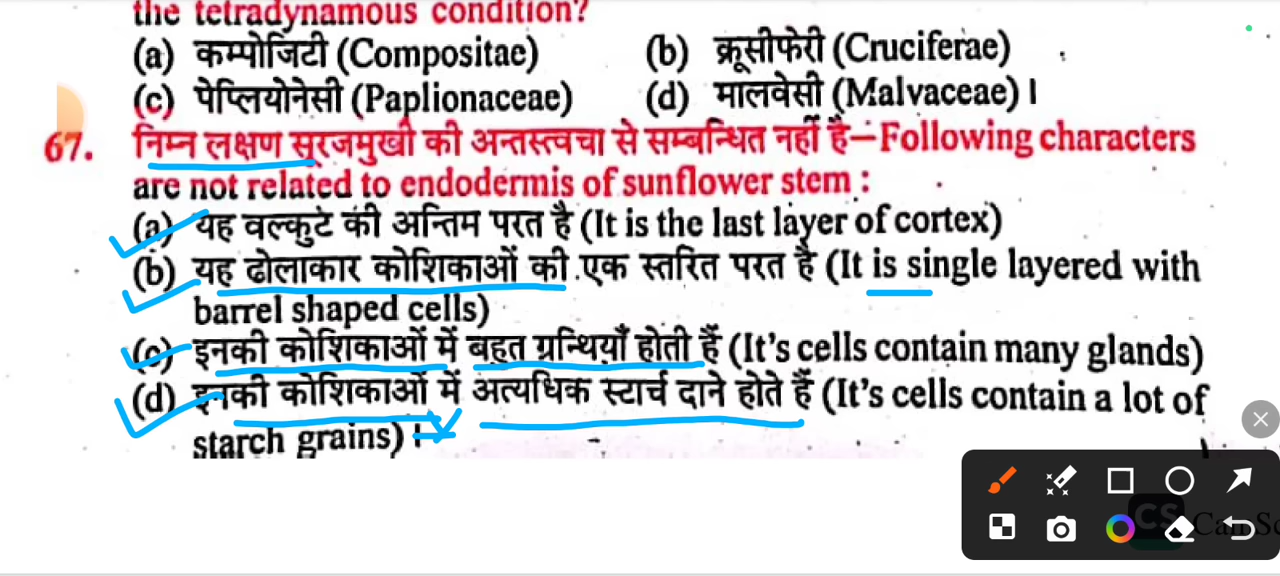 the tetradynamous condition?
(a) कम्पोजिटी (Compositae) (b) क्रूसीफेरी (Cruciferae)
(c) पेप्लियोनेसी (Paplionaceae) (d) मालवेसी (Malvaceae) ।
67. निम्न लक्षण सूरजमुखी की अन्तस्त्वचा से सम्बन्धित नहीं है–Following characters
are not related to endodermis of sunflower stem :
(a) यह वल्कुटे की अन्तिम परत है (It is the last layer of cortex)
(b) यह ढोलाकार कोशिकाओं की एक स्तरित परत है (It is single layered with
barrel shaped cells)
(c) इनकी कोशिकाओं में बहुत ग्रन्थियाँ होती हैं (It's cells contain many glands)
(d) इनकी कोशिकाओं में अत्यधिक स्टार्च दाने होते हैं (It's cells contain a lot of
starch grains) ।
CS CamSc